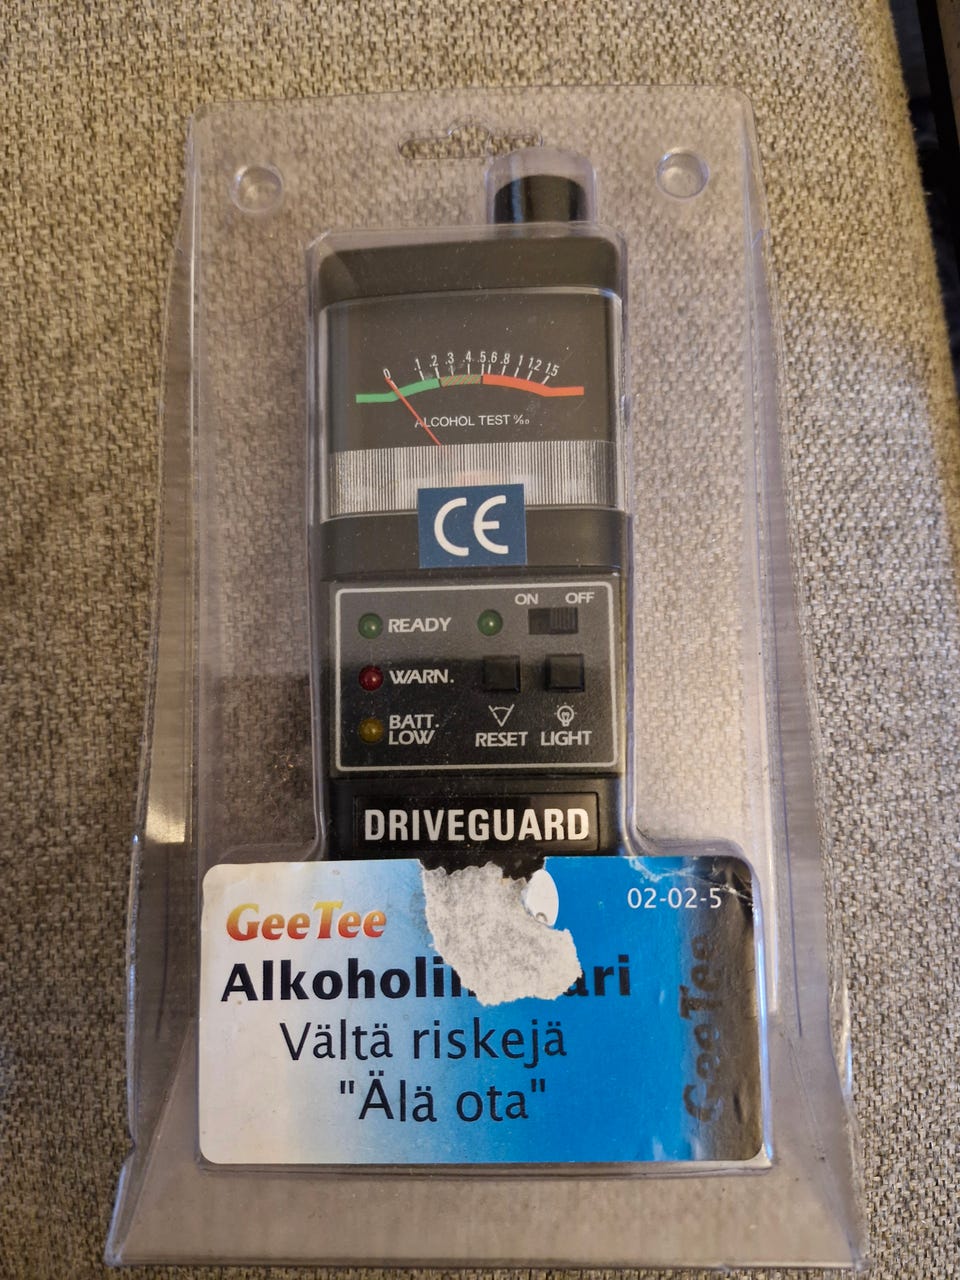 0 .1 .2 .3 .4 .5 .6 .8 1 1.2 1.5
ALCOHOL TEST ‰
CE
ON OFF
READY
WARN.
BATT.
LOW
RESET LIGHT
DRIVEGUARD
GeeTee
02-02-5
Vältä riskejä
"Älä ota"
GeeTee